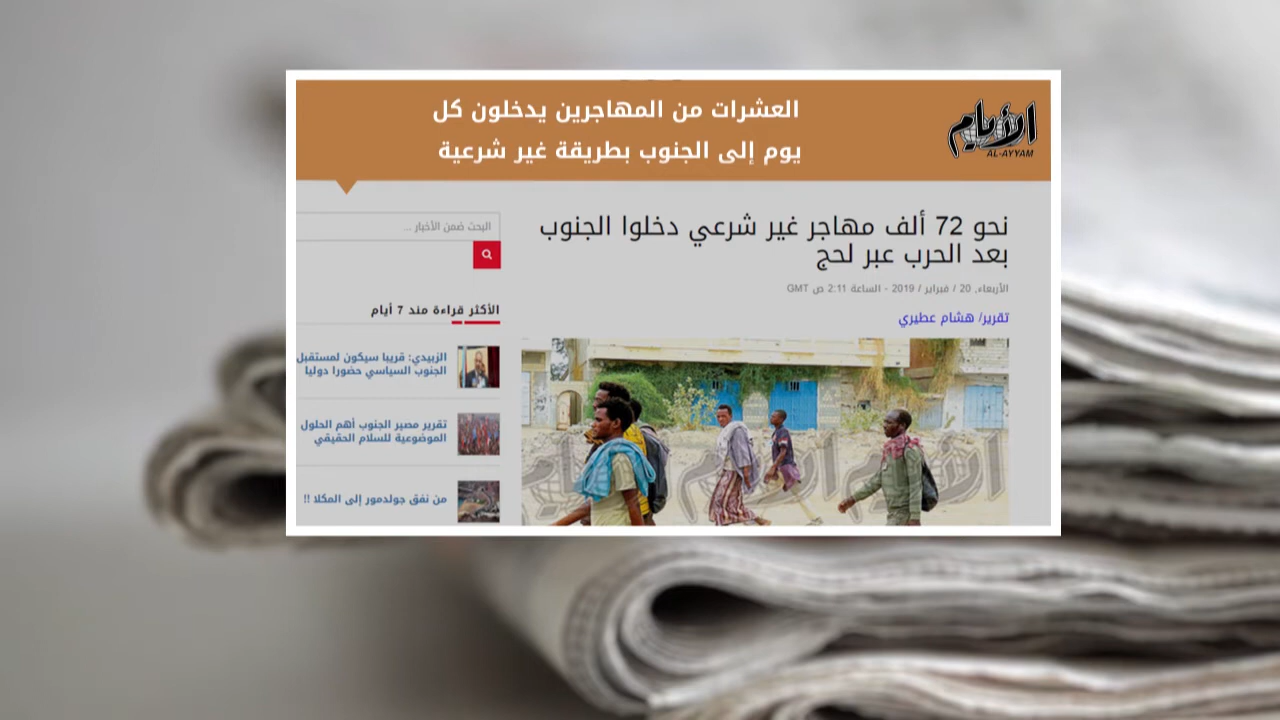 العشرات من المهاجرين يدخلون كل
يوم إلى الجنوب بطريقة غير شرعية
الأيام
AL-AYYAM
نحو 72 ألف مهاجر غير شرعي دخلوا الجنوب
بعد الحرب عبر لحج
الأربعاء, 20 / فبراير / 2019 - الساعة 2:11 ص GMT
تقرير/ هشام عطيري
الأيام الأيام الأيام
البحث ضمن الأخبار ...
الأكثر قراءة منذ 7 أيام
الزبيدي: قريبا سيكون لمستقبل
الجنوب السياسي حضورا دوليا
تقرير مصير الجنوب أهم الحلول
الموضوعية للسلام الحقيقي
من نفق جولدمور إلى المكلا !!